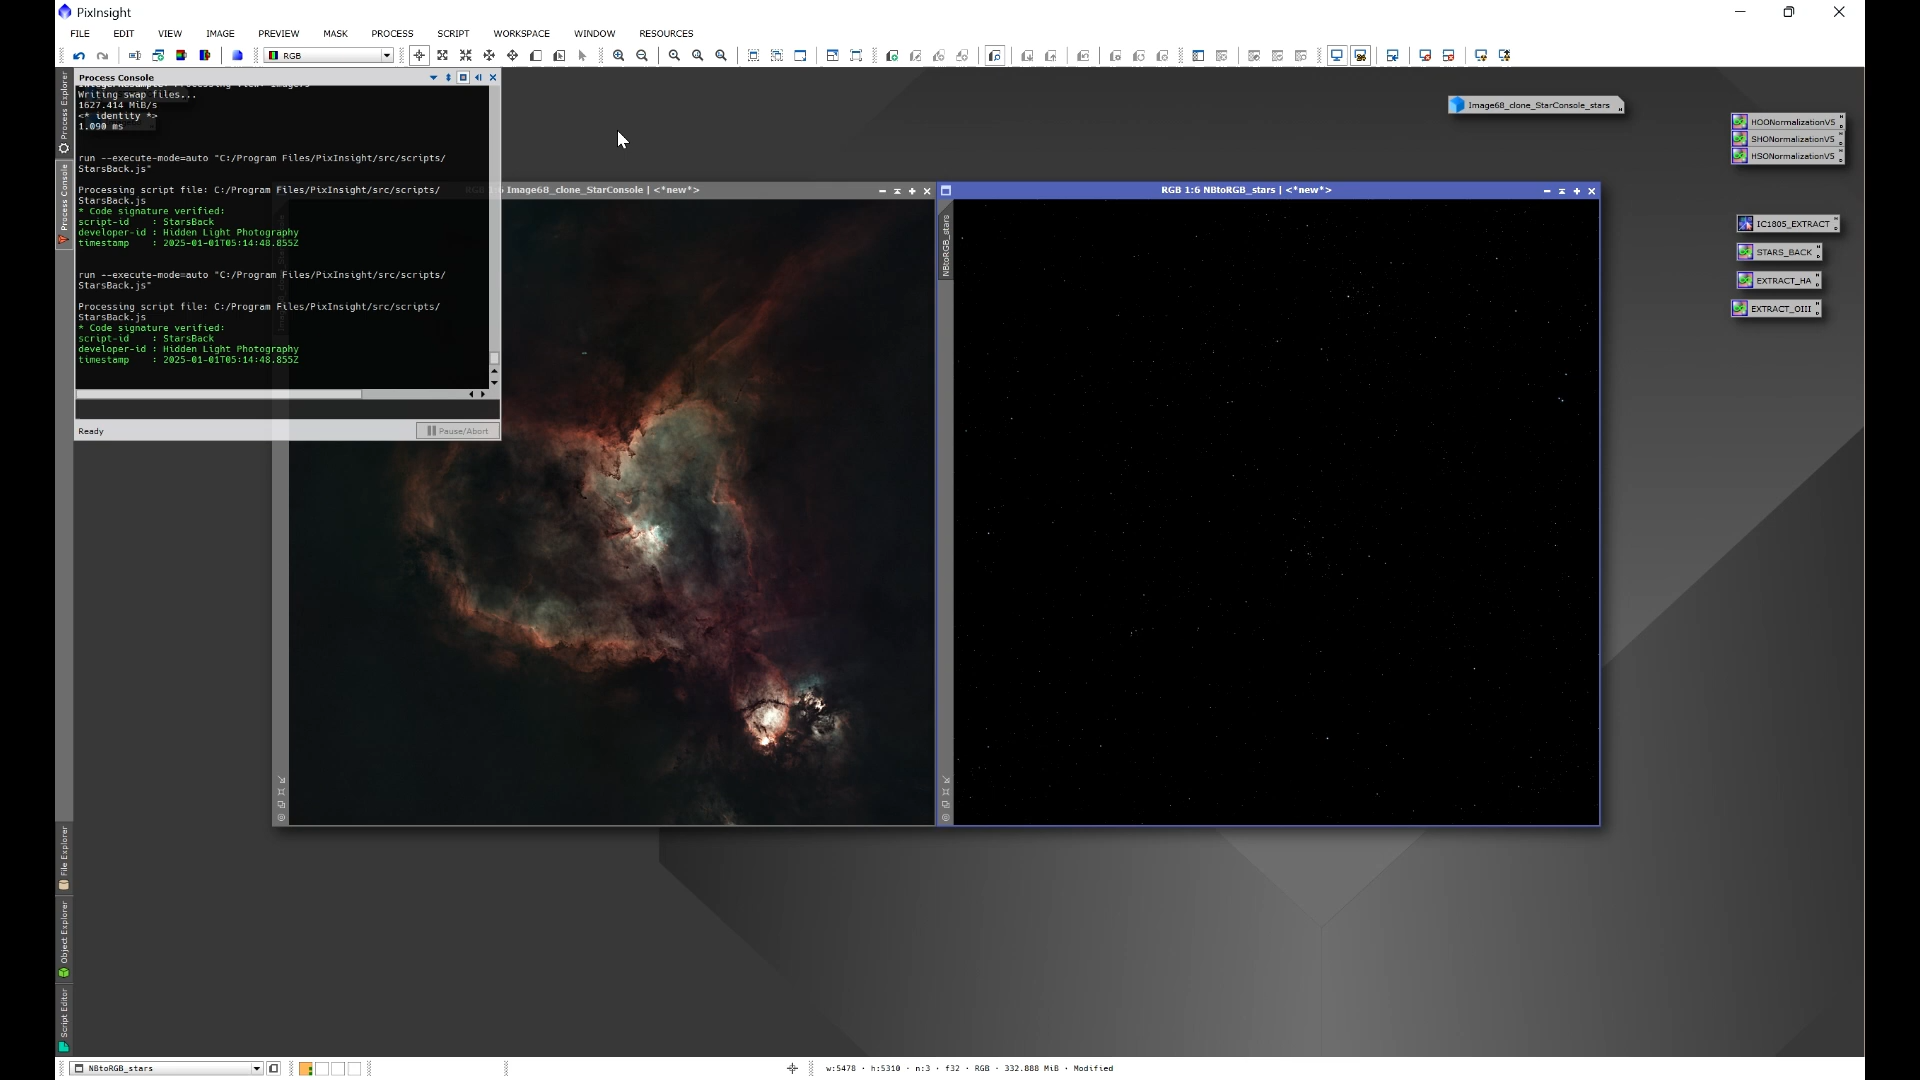 PixInsight
FILE EDIT VIEW IMAGE PREVIEW MASK PROCESS SCRIPT WORKSPACE WINDOW RESOURCES
RGB
Process Console
Writing swap files...
1627.414 MiB/s
<* identity *>
1.090 ms
run --execute-mode=auto "C:/Program Files/PixInsight/src/scripts/
StarsBack.js"
Processing script file: C:/Program Files/PixInsight/src/scripts/
StarsBack.js
* Code signature verified:
script-id : StarsBack
developer-id : Hidden Light Photography
timestamp : 2025-01-01T05:14:48.855Z
run --execute-mode=auto "C:/Program Files/PixInsight/src/scripts/
StarsBack.js"
Processing script file: C:/Program Files/PixInsight/src/scripts/
StarsBack.js
* Code signature verified:
script-id : StarsBack
developer-id : Hidden Light Photography
timestamp : 2025-01-01T05:14:48.855Z
Ready
Pause/Abort
Process Explorer
Process Console
File Explorer
Object Explorer
Script Editor
Image68_clone_StarConsole | <*new*>
RGB 1:6 NBtoRGB_stars | <*new*>
NBtoRGB_stars
Image68_clone_StarConsole_stars
HOONormalizationV5
SHONormalizationV5
HSONormalizationV5
IC1805_EXTRACT
STARS_BACK
EXTRACT_HA
EXTRACT_OIII
NBtoRGB_stars
w:5478 · h:5310 · n:3 · f32 · RGB · 332.888 MiB · Modified